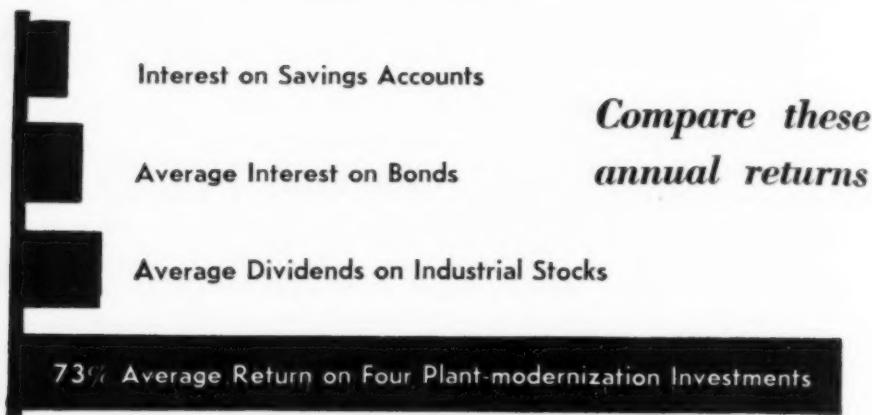 Interest on Savings Accounts
Compare these
annual returns
Average Interest on Bonds
Average Dividends on Industrial Stocks
73% Average Return on Four Plant-modernization Investments